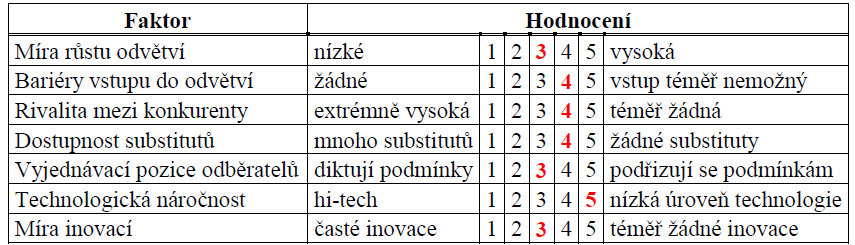 Faktor Hodnocení
Míra růstu odvětví nízké 1 2 3 4 5 vysoká
Bariéry vstupu do odvětví žádné 1 2 3 4 5 vstup téměř nemožný
Rivalita mezi konkurenty extrémně vysoká 1 2 3 4 5 téměř žádná
Dostupnost substitutů mnoho substitutů 1 2 3 4 5 žádné substituty
Vyjednávací pozice odběratelů diktují podmínky 1 2 3 4 5 podřizují se podmínkám
Technologická náročnost hi-tech 1 2 3 4 5 nízká úroveň technologie
Míra inovací časté inovace 1 2 3 4 5 téměř žádné inovace